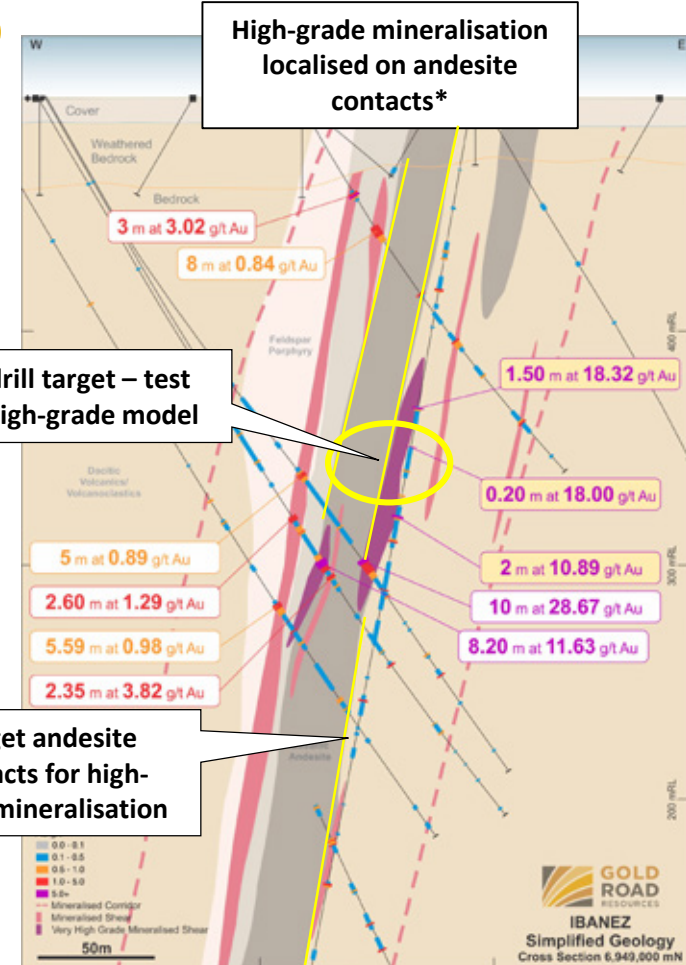 W
E
High-grade mineralisation
localised on andesite
contacts*
Cover
Weathered
Bedrock
Bedrock
3 m at 3.02 g/t Au
8 m at 0.84 g/t Au
400 mRL
Feldspar
Porphyry
1.50 m at 18.32 g/t Au
drill target – test
high-grade model
Dacitic
Volcanics/
Volcanoclastics
0.20 m at 18.00 g/t Au
5 m at 0.89 g/t Au
2 m at 10.89 g/t Au
300 mRL
2.60 m at 1.29 g/t Au
10 m at 28.67 g/t Au
5.59 m at 0.98 g/t Au
8.20 m at 11.63 g/t Au
2.35 m at 3.82 g/t Au
get andesite
acts for high-
mineralisation
Andesite
200 mRL
0.0 - 0.1
0.1 - 0.5
0.5 - 1.0
1.0 - 5.0
5.0+
Mineralised Corridor
Mineralised Shear
Very High Grade Mineralised Shear
50m
GOLD
ROAD
RESOURCES
IBANEZ
Simplified Geology
Cross Section 6,949,000 mN